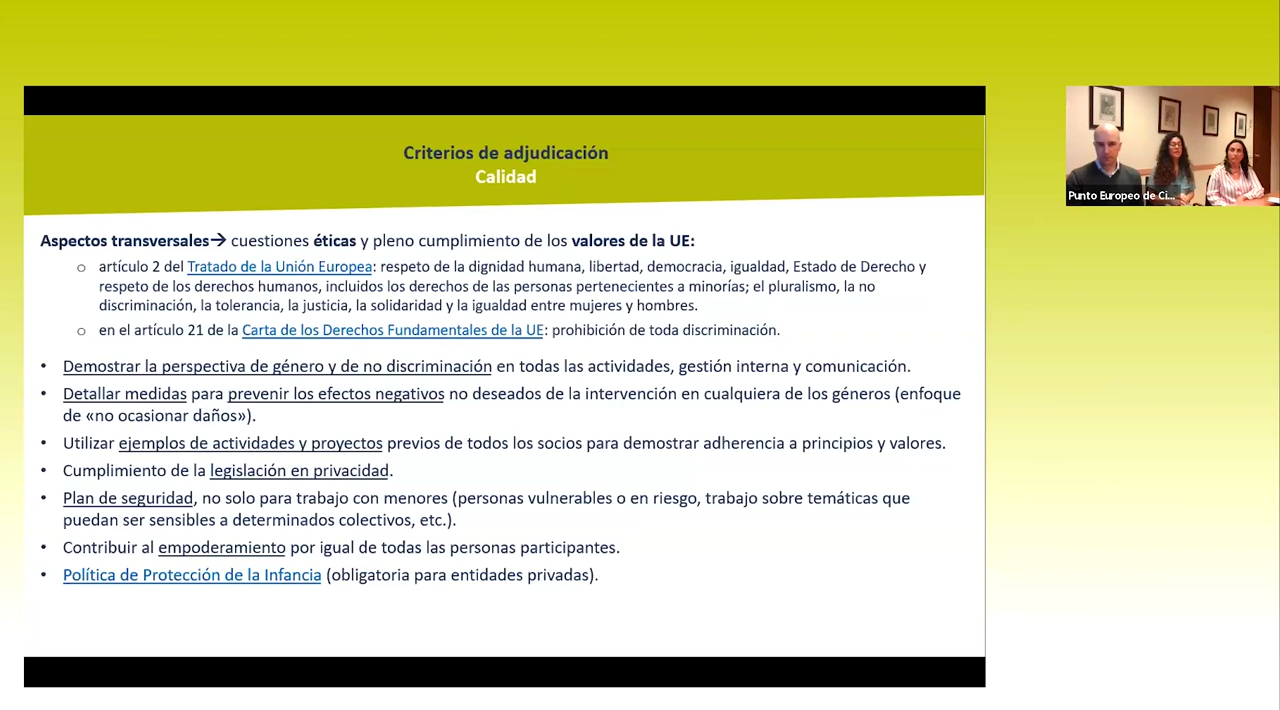 Criterios de adjudicación
Calidad
Aspectos transversales→ cuestiones éticas y pleno cumplimiento de los valores de la UE:
○ artículo 2 del Tratado de la Unión Europea: respeto de la dignidad humana, libertad, democracia, igualdad, Estado de Derecho y
respeto de los derechos humanos, incluidos los derechos de las personas pertenecientes a minorías; el pluralismo, la no
discriminación, la tolerancia, la justicia, la solidaridad y la igualdad entre mujeres y hombres.
○ en el artículo 21 de la Carta de los Derechos Fundamentales de la UE: prohibición de toda discriminación.
• Demostrar la perspectiva de género y de no discriminación en todas las actividades, gestión interna y comunicación.
• Detallar medidas para prevenir los efectos negativos no deseados de la intervención en cualquiera de los géneros (enfoque
de «no ocasionar daños»).
• Utilizar ejemplos de actividades y proyectos previos de todos los socios para demostrar adherencia a principios y valores.
• Cumplimiento de la legislación en privacidad.
• Plan de seguridad, no solo para trabajo con menores (personas vulnerables o en riesgo, trabajo sobre temáticas que
puedan ser sensibles a determinados colectivos, etc.).
• Contribuir al empoderamiento por igual de todas las personas participantes.
• Política de Protección de la Infancia (obligatoria para entidades privadas).
Punto Europeo de Ci...